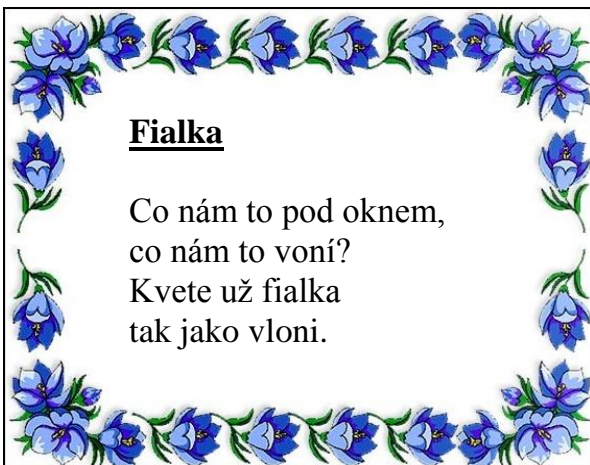 Fialka
Co nám to pod oknem,
co nám to voní?
Kvete už fialka
tak jako vloni.